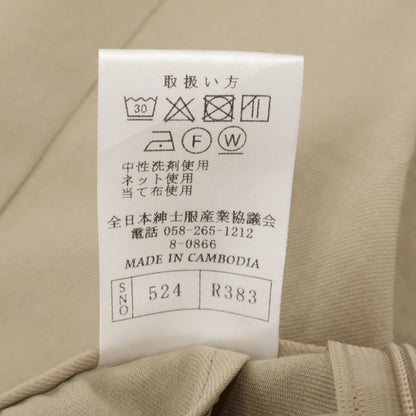 取扱い方
30
F W
中性洗剤使用
ネット使用
当て布使用
全日本紳士服産業協議会
電話 058-265-1212
8-0866
MADE IN CAMBODIA
SNO 524 R383